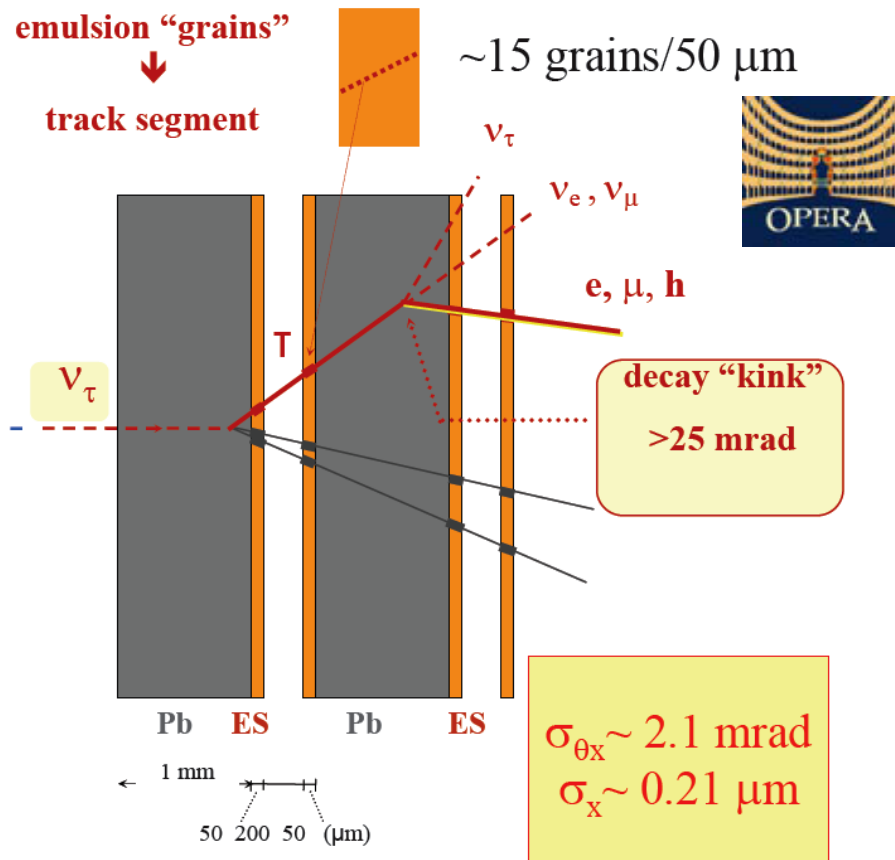 emulsion “grains”
track segment
~15 grains/50 μm
ντ
νe , νμ
OPERA
e, μ, h
τ
ντ
decay “kink”
>25 mrad
Pb ES Pb ES
1 mm
50 200 50 (μm)
σθx~ 2.1 mrad
σx~ 0.21 μm